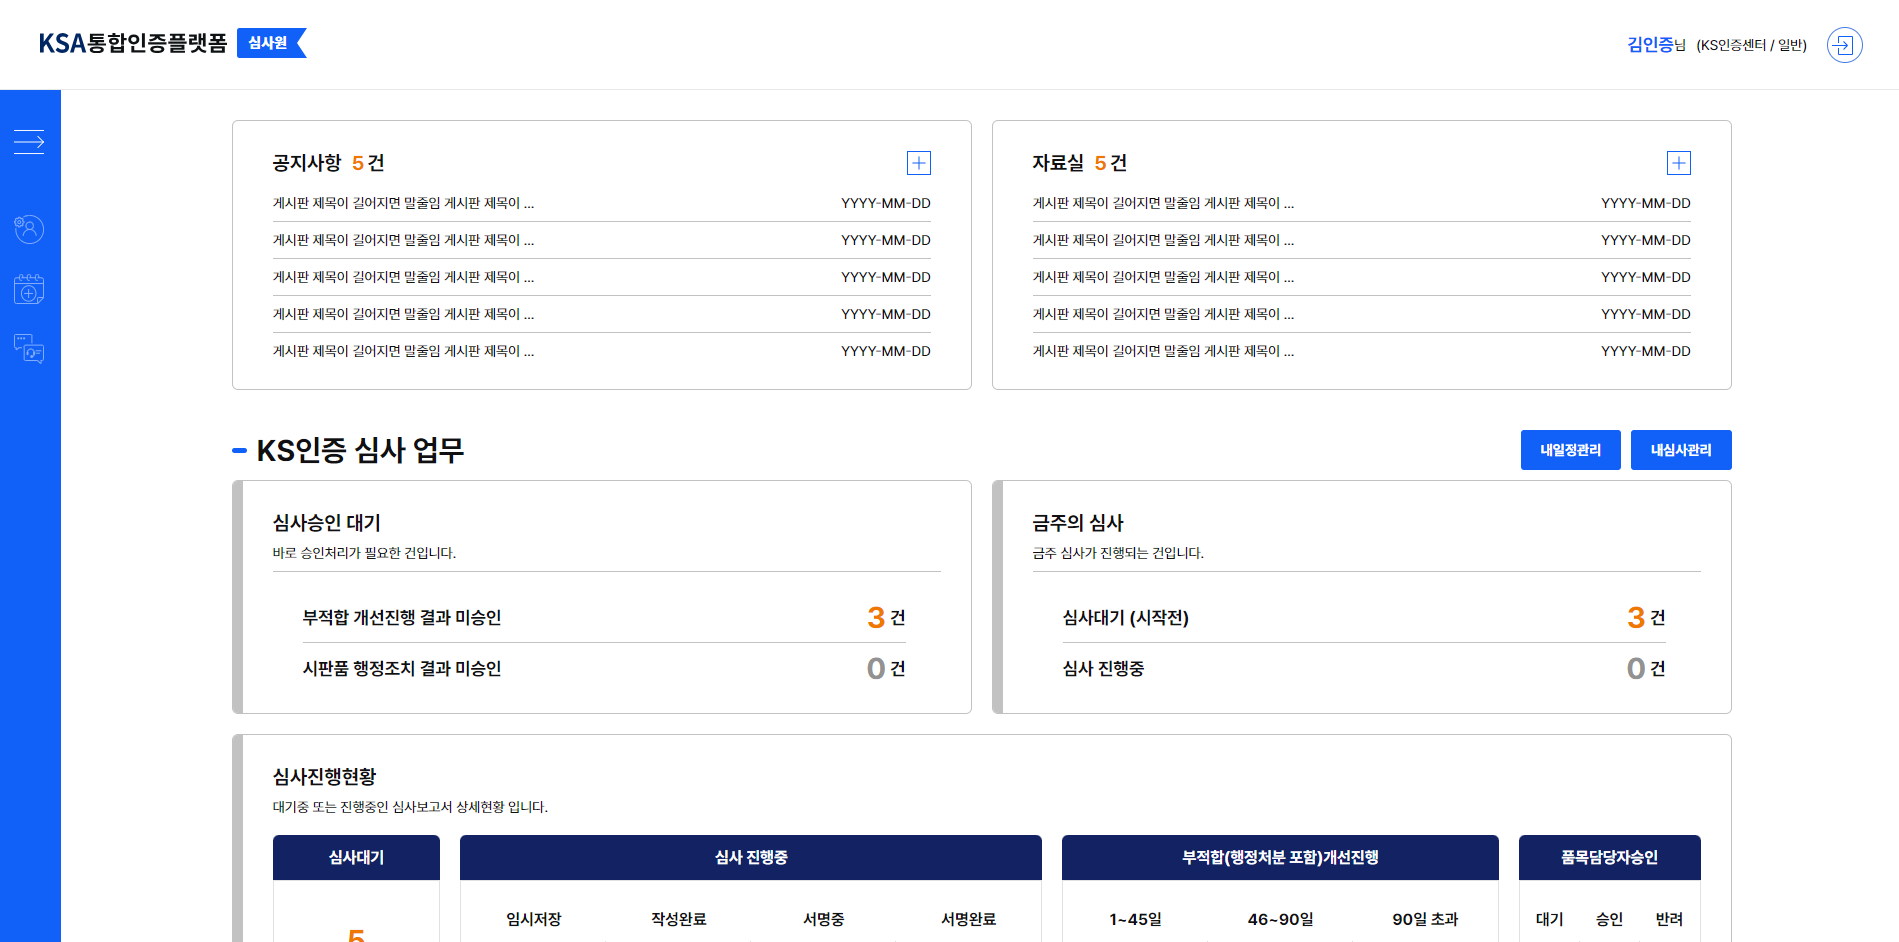 KSA통합인증플랫폼 심사원
김인증님 (KS인증센티 / 일반)
공지사항 5 건
게시판 제목이 길어지면 말줄임 게시판 제목이 ... YYYY-MM-DD
게시판 제목이 길어지면 말줄임 게시판 제목이 ... YYYY-MM-DD
게시판 제목이 길어지면 말줄임 게시판 제목이 ... YYYY-MM-DD
게시판 제목이 길어지면 말줄임 게시판 제목이 ... YYYY-MM-DD
게시판 제목이 길어지면 말줄임 게시판 제목이 ... YYYY-MM-DD
자료실 5 건
게시판 제목이 길어지면 말줄임 게시판 제목이 ... YYYY-MM-DD
게시판 제목이 길어지면 말줄임 게시판 제목이 ... YYYY-MM-DD
게시판 제목이 길어지면 말줄임 게시판 제목이 ... YYYY-MM-DD
게시판 제목이 길어지면 말줄임 게시판 제목이 ... YYYY-MM-DD
게시판 제목이 길어지면 말줄임 게시판 제목이 ... YYYY-MM-DD
KS인증 심사 업무
내일정관리 내심사관리
심사승인 대기
바로 승인처리가 필요한 건입니다.
부적합 개선진행 결과 미승인 3 건
시판품 행정조치 결과 미승인 0 건
금주의 심사
금주 심사가 진행되는 건입니다.
심사대기 (시작전) 3 건
심사 진행중 0 건
심사진행현황
대기중 또는 진행중인 심사보고서 상세현황 입니다.
심사대기 심사 진행중 부적합(행정처분 포함)개선진행 품목담당자승인
임시저장 작성완료 서명중 서명완료 1~45일 46~90일 90일 초과 대기 승인 반려
5